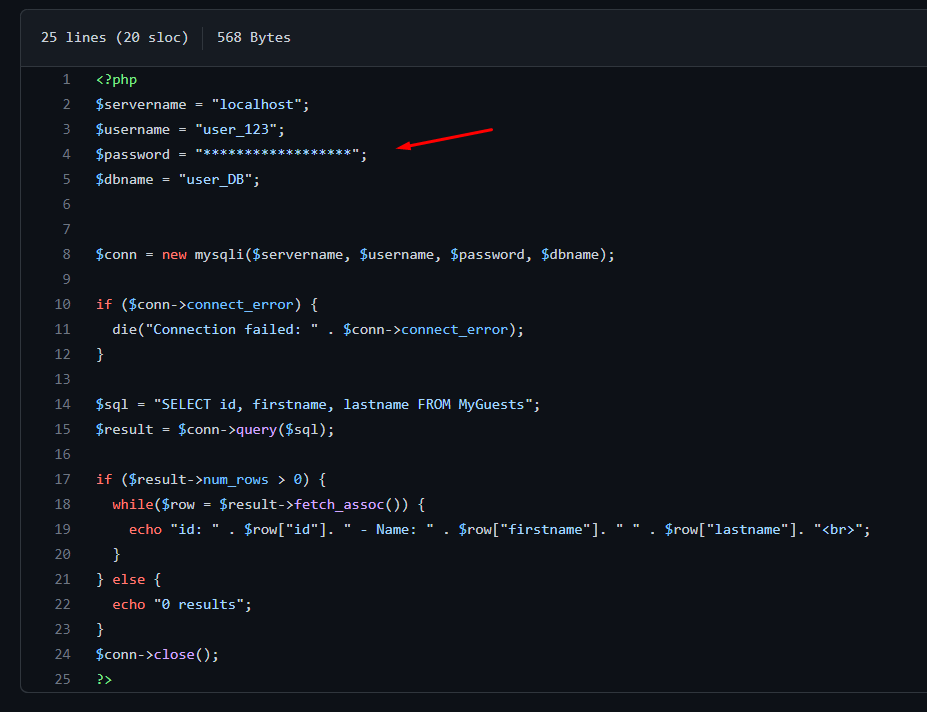 25 lines (20 sloc) 568 Bytes
1 <?php
2 $servername = "localhost";
3 $username = "user_123";
4 $password = "******************";
5 $dbname = "user_DB";
6
7
8 $conn = new mysqli($servername, $username, $password, $dbname);
9
10 if ($conn->connect_error) {
11   die("Connection failed: " . $conn->connect_error);
12 }
13
14 $sql = "SELECT id, firstname, lastname FROM MyGuests";
15 $result = $conn->query($sql);
16
17 if ($result->num_rows > 0) {
18   while($row = $result->fetch_assoc()) {
19     echo "id: " . $row["id"]. " - Name: " . $row["firstname"]. " " . $row["lastname"]. "<br>";
20   }
21 } else {
22   echo "0 results";
23 }
24 $conn->close();
25 ?>